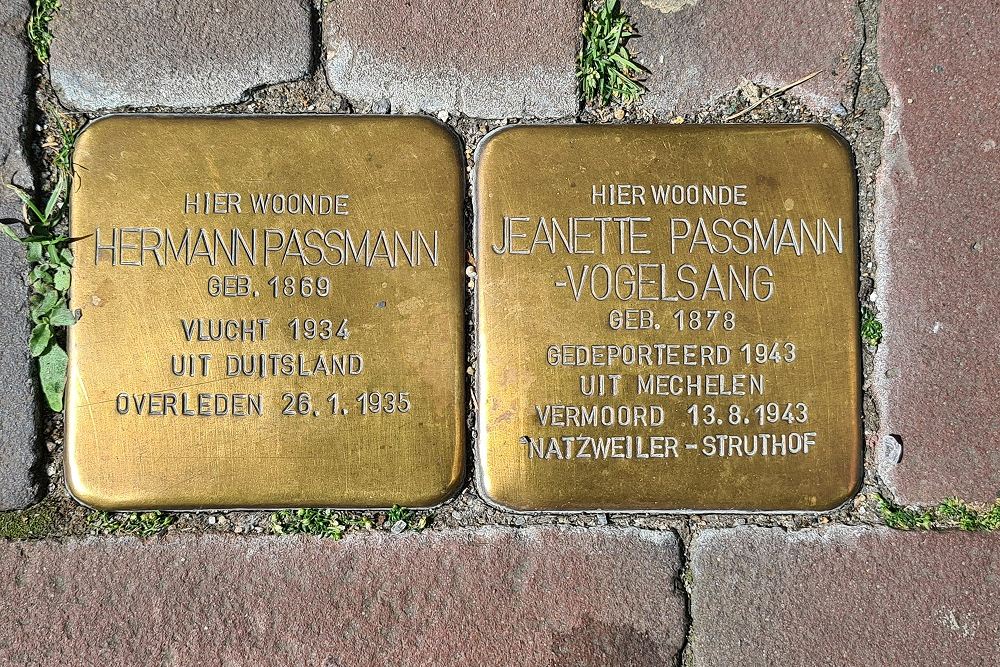 HIER WOONDE
HERMANN PASSMANN
GEB. 1869
VLUCHT 1934
UIT DUITSLAND
OVERLEDEN 26.1.1935
HIER WOONDE
JEANETTE PASSMANN
-VOGELSANG
GEB. 1878
GEDEPORTEERD 1943
UIT MECHELEN
VERMOORD 13.8.1943
NATZWEILER-STRUTHOF